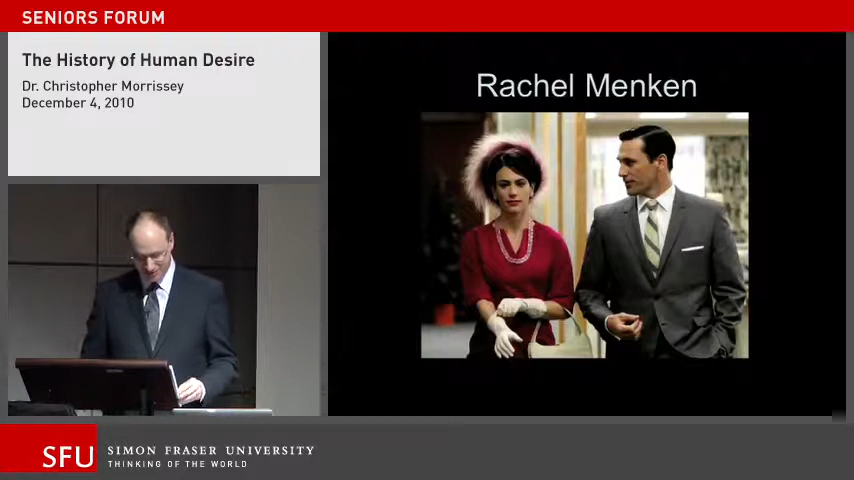 SENIORS FORUM
The History of Human Desire
Dr. Christopher Morrissey
December 4, 2010
Rachel Menken
SFU
SIMON FRASER UNIVERSITY
THINKING OF THE WORLD